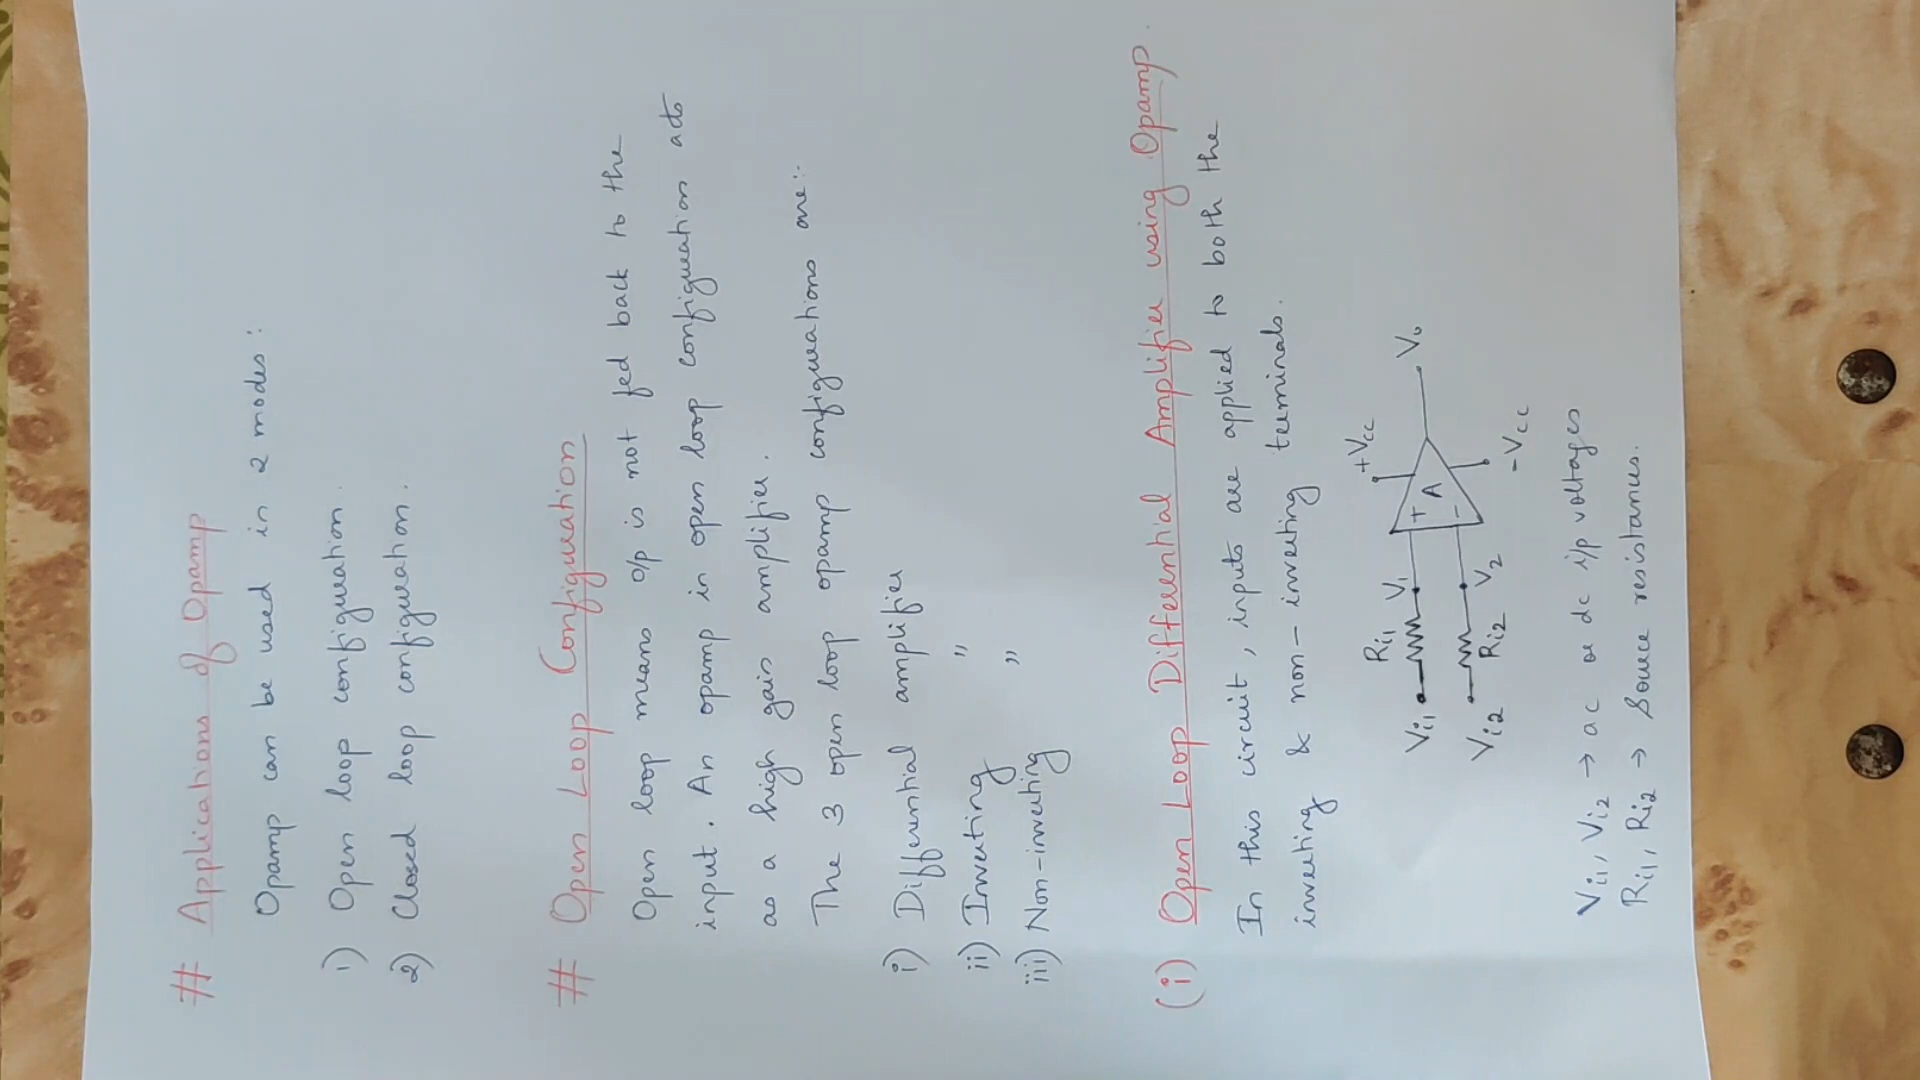 # Applications of Opamp
Opamp can be used in 2 modes:
1) Open loop configuration.
2) Closed loop configuration.
# Open Loop Configuration
Open loop means o/p is not fed back to the
input. An opamp in open loop configuration acts
as a high gain amplifier.
The 3 open loop opamp configurations are:-
i) Differential amplifier
ii) Inverting "
iii) Non-inverting "
(i) Open Loop Differential Amplifier using Opamp.
In this circuit, inputs are applied to both the
inverting & non-inverting terminals.
+Vcc
Ri1
Vi1 V1 + A Vo
Vi2 V2 -
Ri2
-Vcc
Vi1, Vi2 → ac or dc i/p voltages
Ri1, Ri2 → Source resistances.